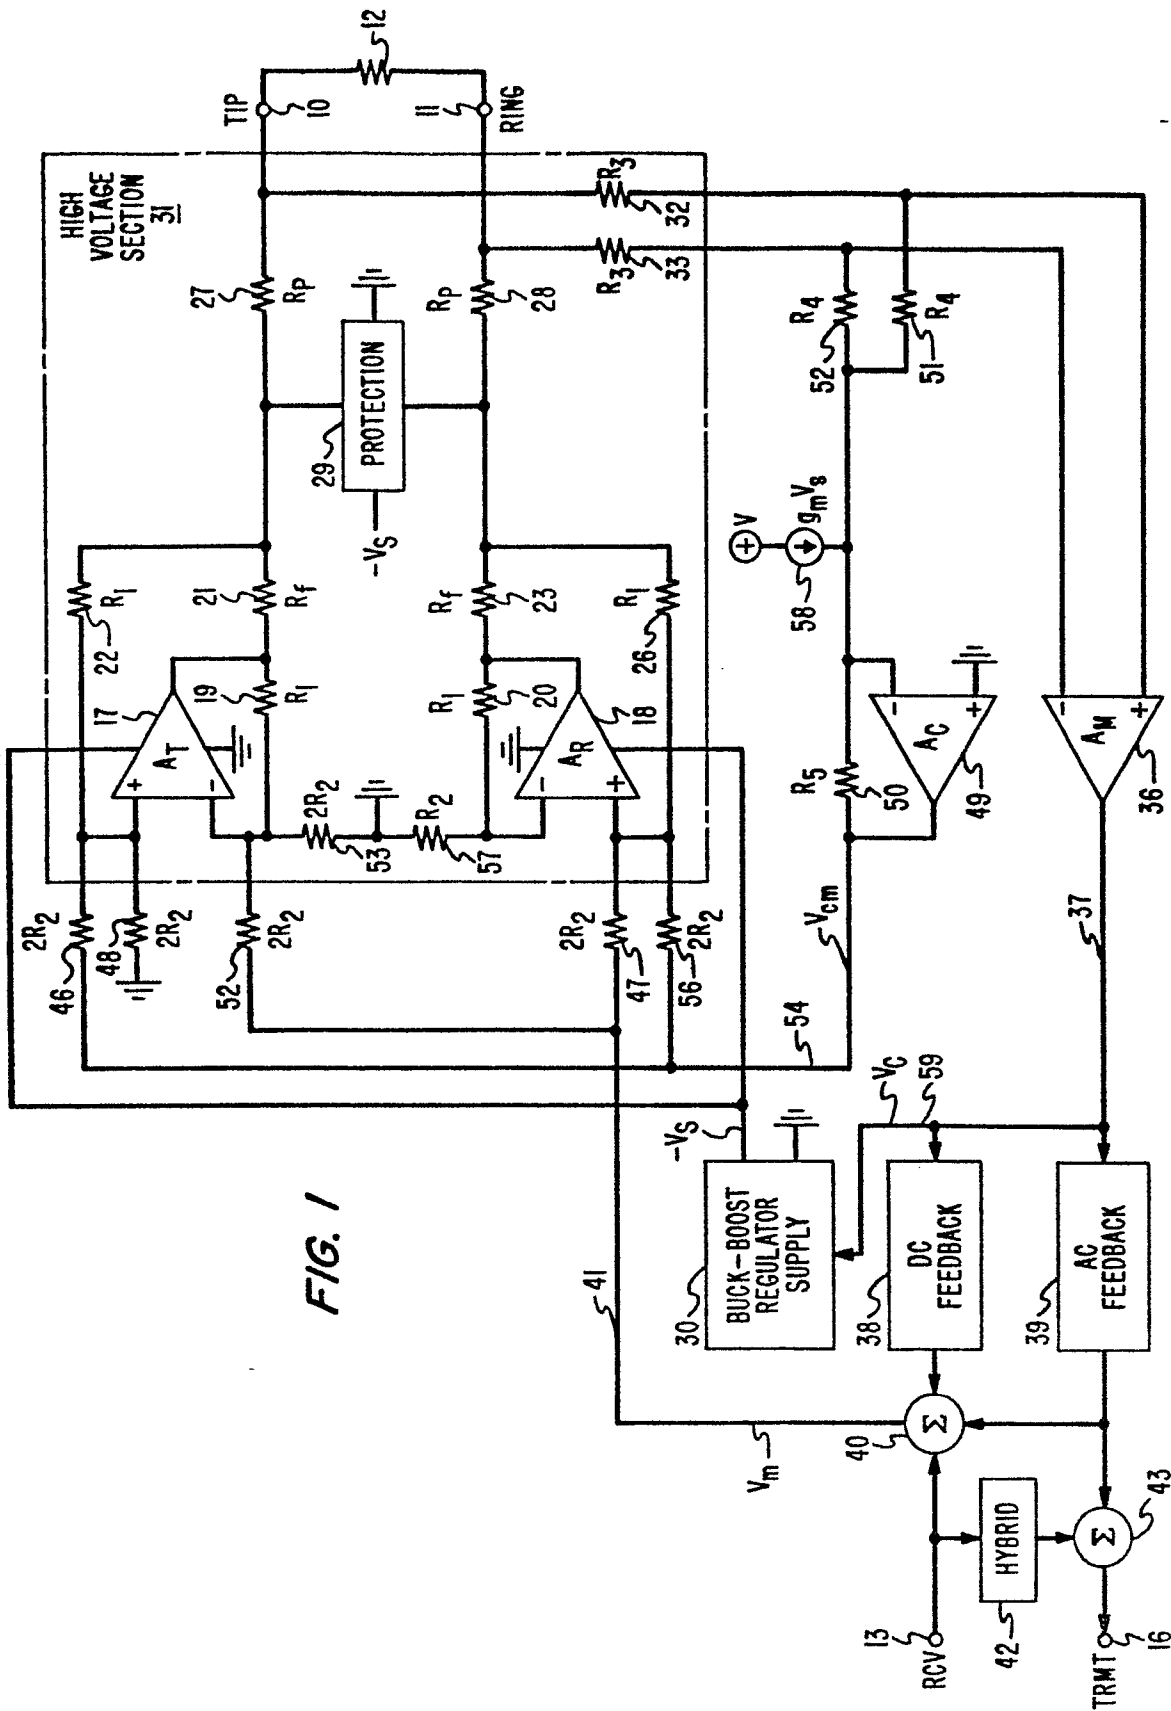 HIGH
VOLTAGE
SECTION
31
TIP
10
12
11
RING
27
RP
RP
28
29
PROTECTION
-VS
R3
32
R3
33
R1
22
21
Rf
Rf
23
R1
26
17
AT
+
-
19
R1
R1
20
AR
-
+
18
2R2
53
R2
57
2R2
46
48
2R2
52
2R2
2R2
47
56
2R2
54
R4
52
51
R4
+V
gmVs
58
R5
50
AC
-
+
49
AM
-
+
36
Vcm
37
FIG. 1
-VS
30
BUCK-BOOST
REGULATOR
SUPPLY
VC
59
38
DC
FEEDBACK
39
AC
FEEDBACK
41
Vm
40
Σ
HYBRID
42
Σ
43
13
RCV
TRMT
16